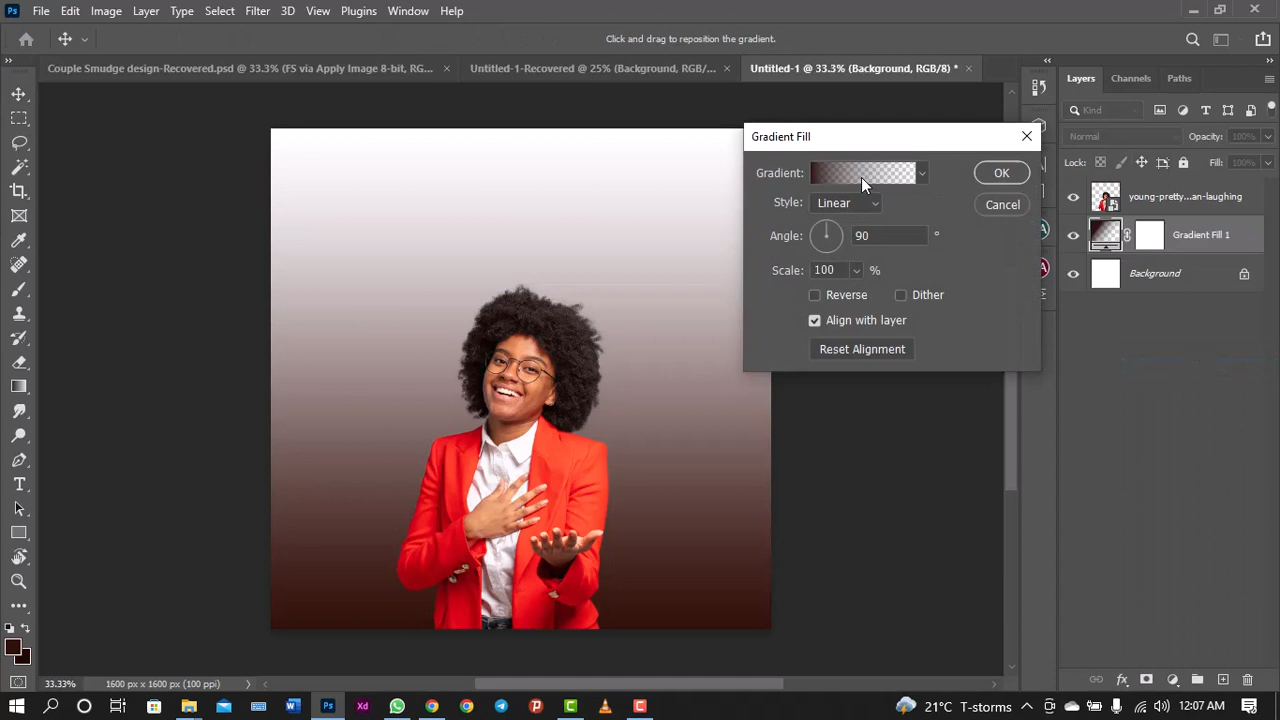 Ps File Edit Image Layer Type Select Filter 3D View Plugins Window Help
Click and drag to reposition the gradient.
Couple Smudge design-Recovered.psd @ 33.3% (FS via Apply Image 8-bit, RG... × Untitled-1-Recovered @ 25% (Background, RGB/... × Untitled-1 @ 33.3% (Background, RGB/8) * ×
Layers Channels Paths
Kind
Normal Opacity: 100%
Lock: Fill: 100%
young-pretty...an-laughing
Gradient Fill 1
Background
Gradient Fill
Gradient: OK
Style: Linear Cancel
Angle: 90 °
Scale: 100 %
Reverse Dither
Align with layer
Reset Alignment
33.33% 1600 px x 1600 px (100 ppi)
Ps Xd 21°C T-storms 12:07 AM